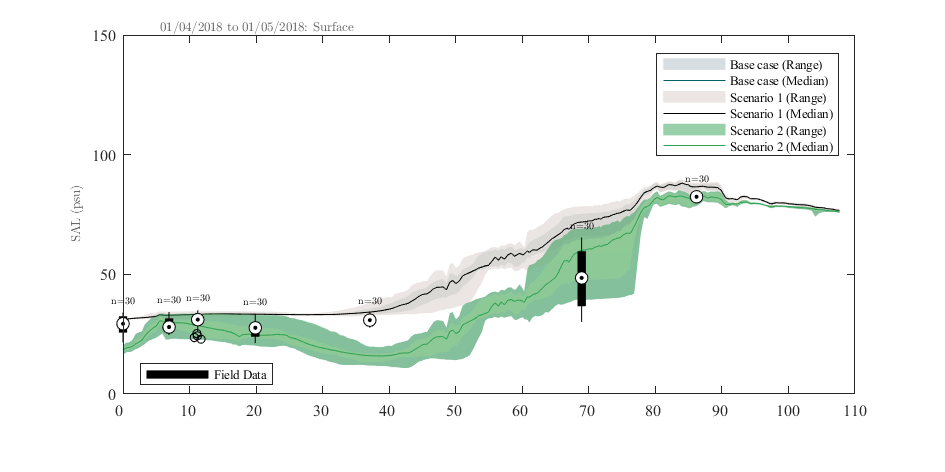 01/04/2018 to 01/05/2018: Surface
150
100
50
0
SAL (psu)
Base case (Range)
Base case (Median)
Scenario 1 (Range)
Scenario 1 (Median)
Scenario 2 (Range)
Scenario 2 (Median)
n=30
n=30
n=30
n=30
n=30
n=30
n=30
Field Data
0 10 20 30 40 50 60 70 80 90 100 110